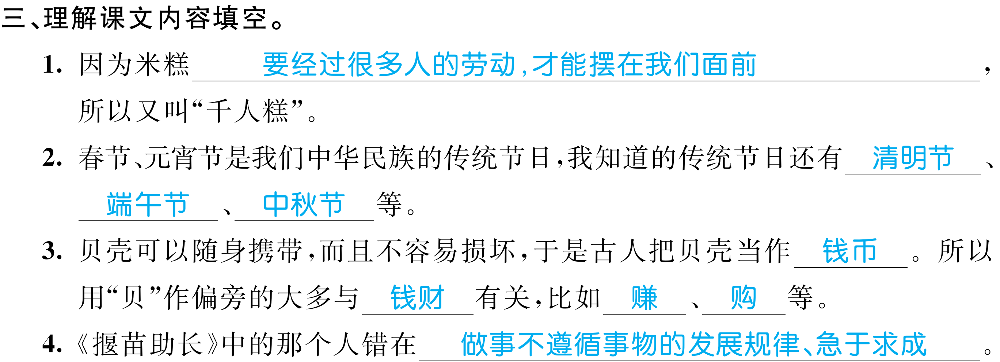 三、理解课文内容填空。
1. 因为米糕要经过很多人的劳动,才能摆在我们面前,
所以又叫“千人糕”。
2. 春节、元宵节是我们中华民族的传统节日,我知道的传统节日还有清明节、
端午节、中秋节等。
3. 贝壳可以随身携带,而且不容易损坏,于是古人把贝壳当作钱币。所以
用“贝”作偏旁的大多与钱财有关,比如赚、购等。
4.《揠苗助长》中的那个人错在做事不遵循事物的发展规律、急于求成。